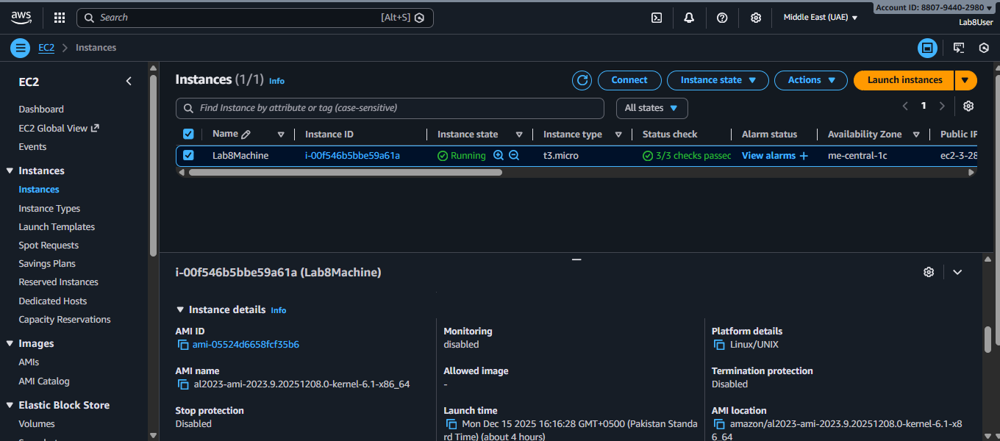 aws
Search
[Alt+S]
Middle East (UAE)
Account ID: 8807-9440-2980
Lab8User
EC2
Instances
EC2
Dashboard
EC2 Global View
Events
Instances
Instances
Instance Types
Launch Templates
Spot Requests
Savings Plans
Reserved Instances
Dedicated Hosts
Capacity Reservations
Images
AMIs
AMI Catalog
Elastic Block Store
Volumes
Instances (1/1) Info
Connect
Instance state
Actions
Launch instances
Find Instance by attribute or tag (case-sensitive)
All states
1
Name Instance ID Instance state Instance type Status check Alarm status Availability Zone Public IP
Lab8Machine i-00f546b5bbe59a61a Running t3.micro 3/3 checks passed View alarms + me-central-1c ec2-3-28
i-00f546b5bbe59a61a (Lab8Machine)
Instance details Info
AMI ID
ami-05524d6658fcf35b6
Monitoring
disabled
Platform details
Linux/UNIX
AMI name
al2023-ami-2023.9.20251208.0-kernel-6.1-x86_64
Allowed image
-
Termination protection
Disabled
Stop protection
Disabled
Launch time
Mon Dec 15 2025 16:16:28 GMT+0500 (Pakistan Standa
rd Time) (about 4 hours)
AMI location
amazon/al2023-ami-2023.9.20251208.0-kernel-6.1-x8
6_64